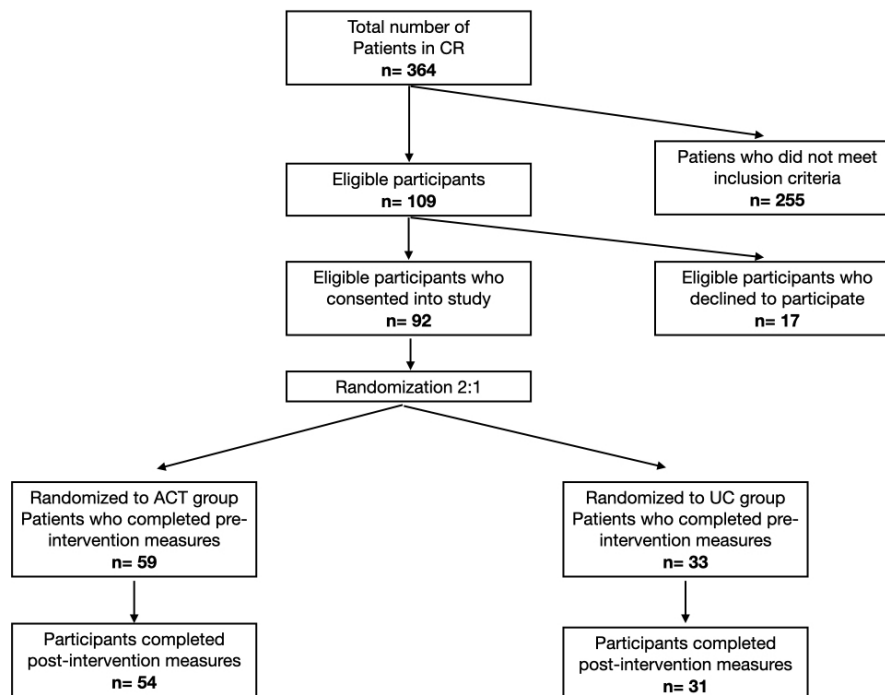 Total number of
Patients in CR
n= 364
Patiens who did not meet
inclusion criteria
n= 255
Eligible participants
n= 109
Eligible participants who
consented into study
n= 92
Eligible participants who
declined to participate
n= 17
Randomization 2:1
Randomized to ACT group
Patients who completed pre-
intervention measures
n= 59
Randomized to UC group
Patients who completed pre-
intervention measures
n= 33
Participants completed
post-intervention measures
n= 54
Participants completed
post-intervention measures
n= 31